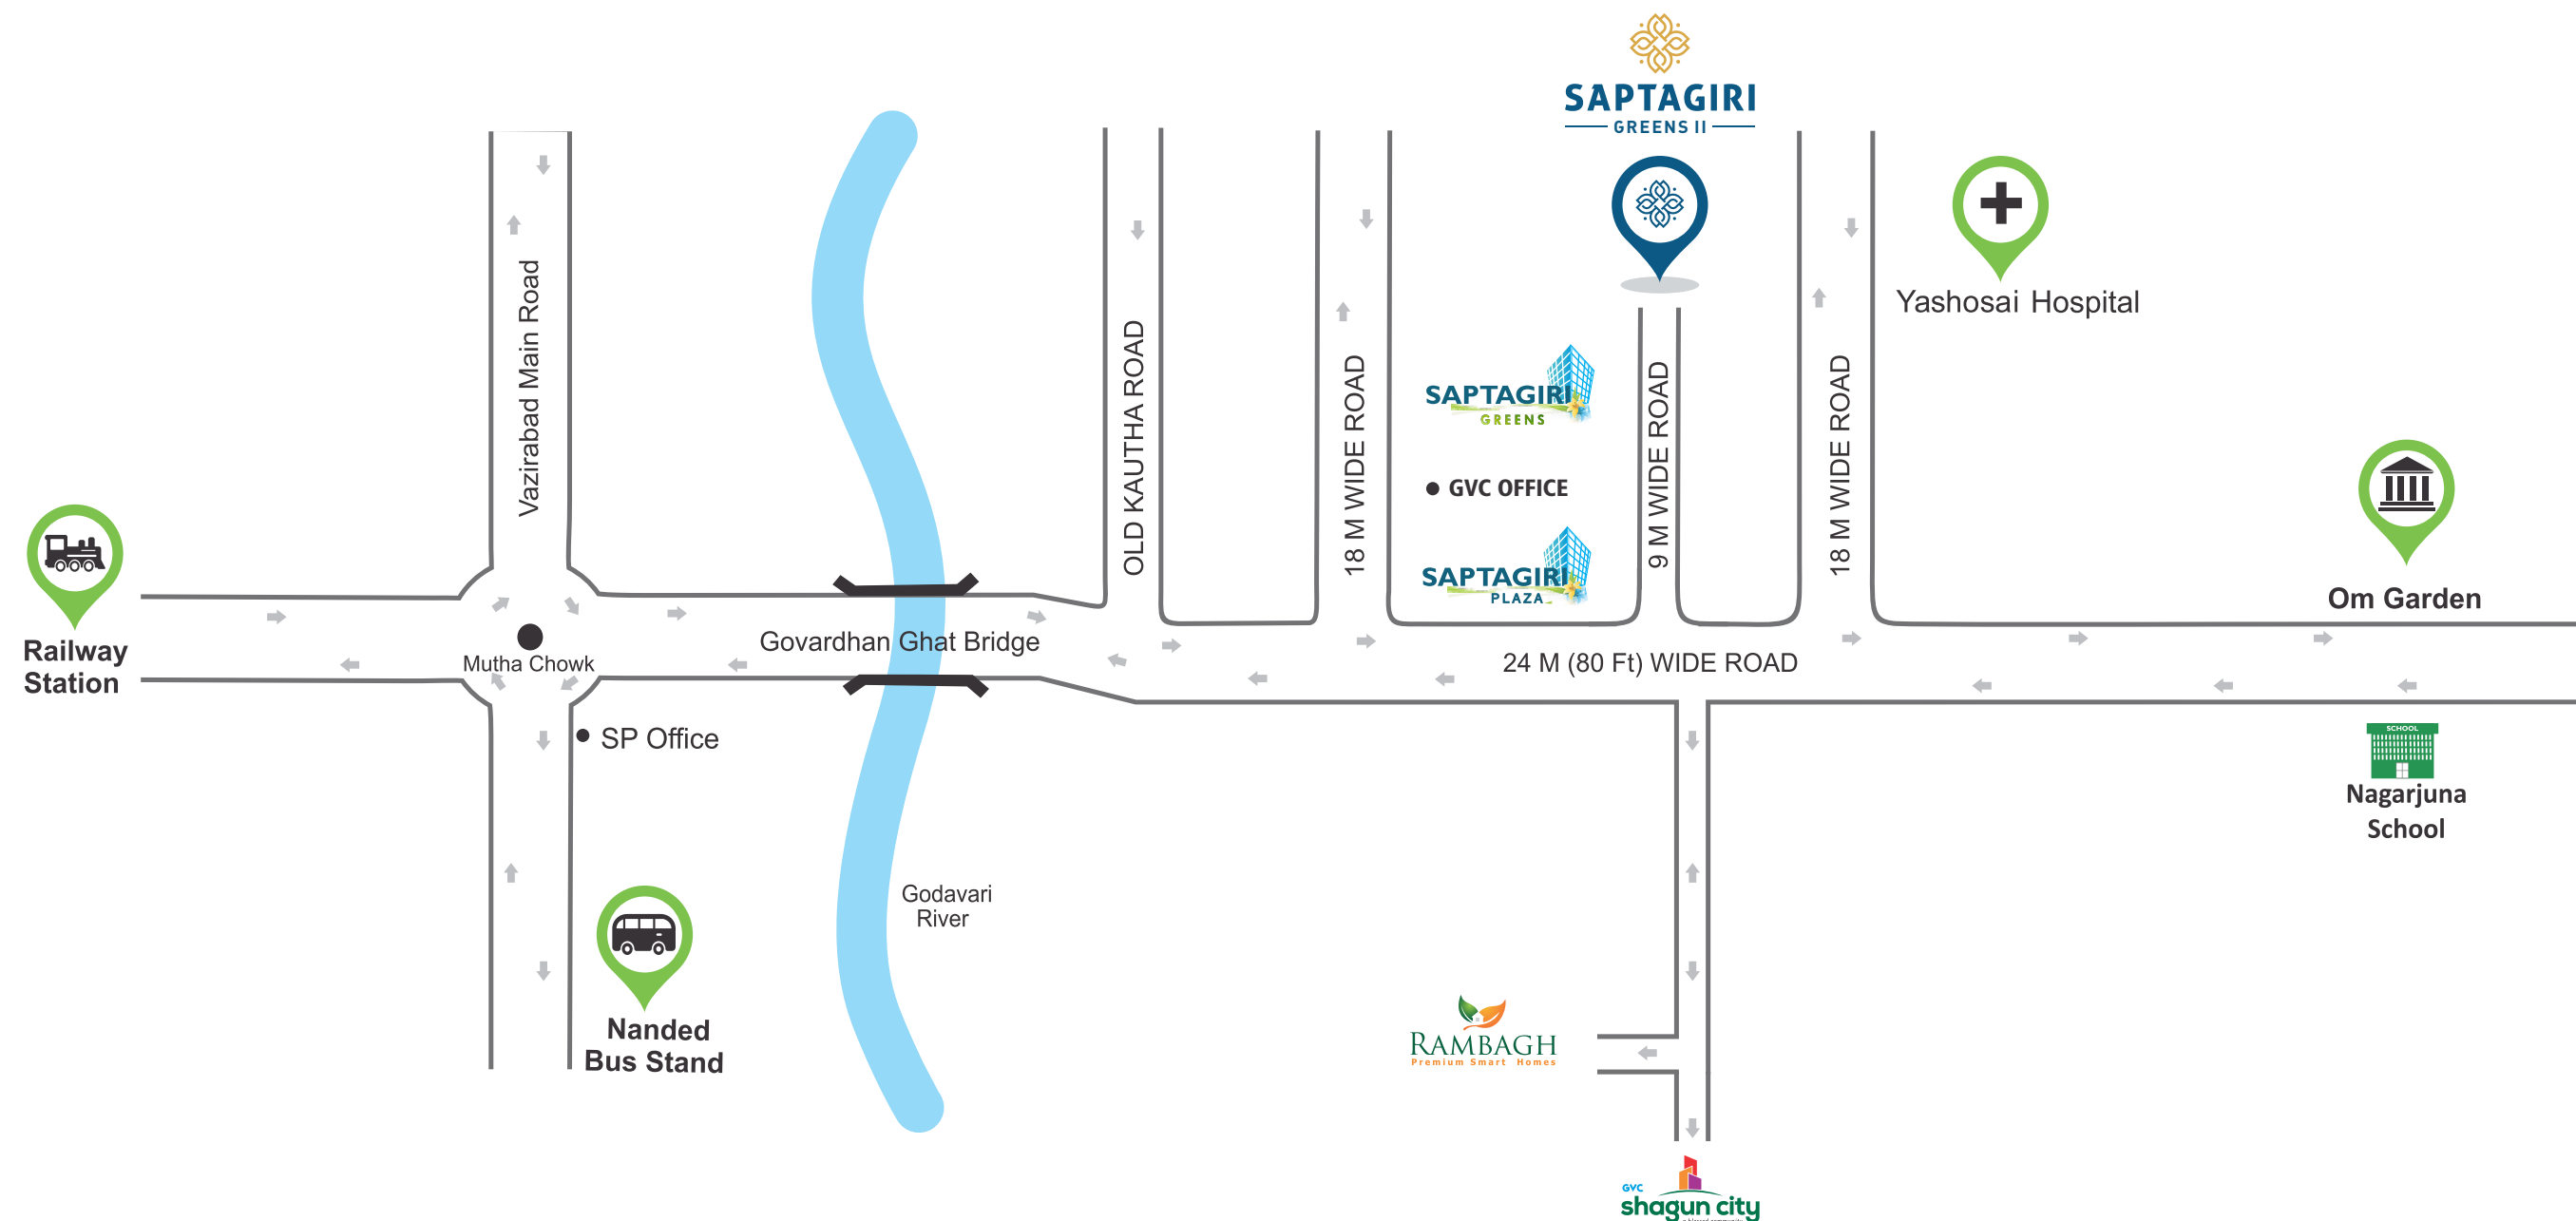 SAPTAGIRI
GREENS II
Yashosai Hospital
Vazirabad Main Road
OLD KAUTHA ROAD
18 M WIDE ROAD
SAPTAGIRI
GREENS
GVC OFFICE
SAPTAGIRI
PLAZA
9 M WIDE ROAD
18 M WIDE ROAD
Om Garden
Railway
Station
Mutha Chowk
Govardhan Ghat Bridge
24 M (80 Ft) WIDE ROAD
SP Office
SCHOOL
Nagarjuna
School
Godavari
River
Nanded
Bus Stand
RAMBAGH
Premium Smart Homes
GVC
shagun city